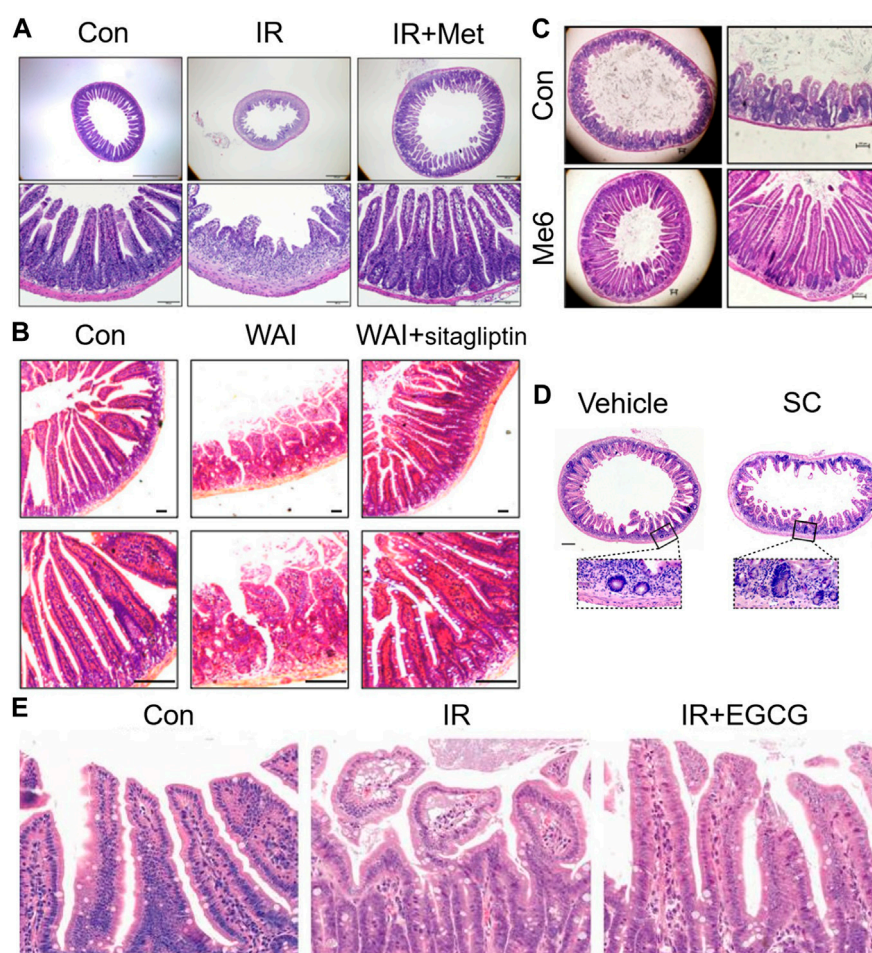 A
Con
IR
IR+Met
C
Con
Me6
B
Con
WAI
WAI+sitagliptin
D
Vehicle
SC
E
Con
IR
IR+EGCG